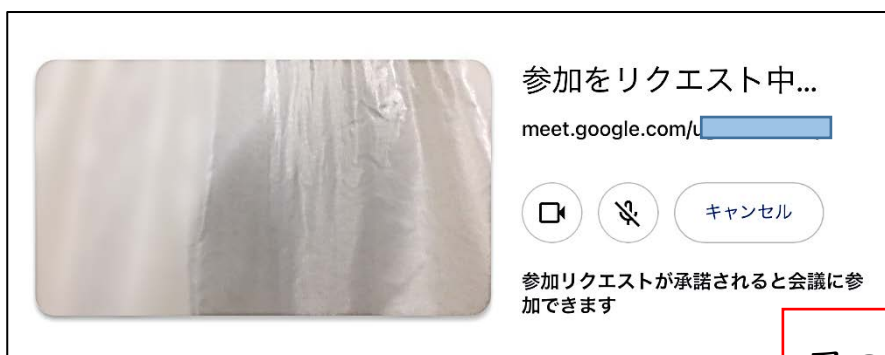 参加をリクエスト中...
meet.google.com/u
キャンセル
参加リクエストが承諾されると会議に参
加できます